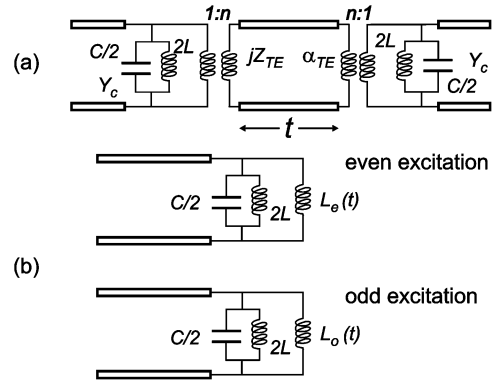 (a)
1:n
n:1
C/2
2L
Y_c
jZ_TE
α_TE
2L
Y_c
C/2
t
(b)
even excitation
C/2
2L
L_e (t)
odd excitation
C/2
2L
L_o (t)